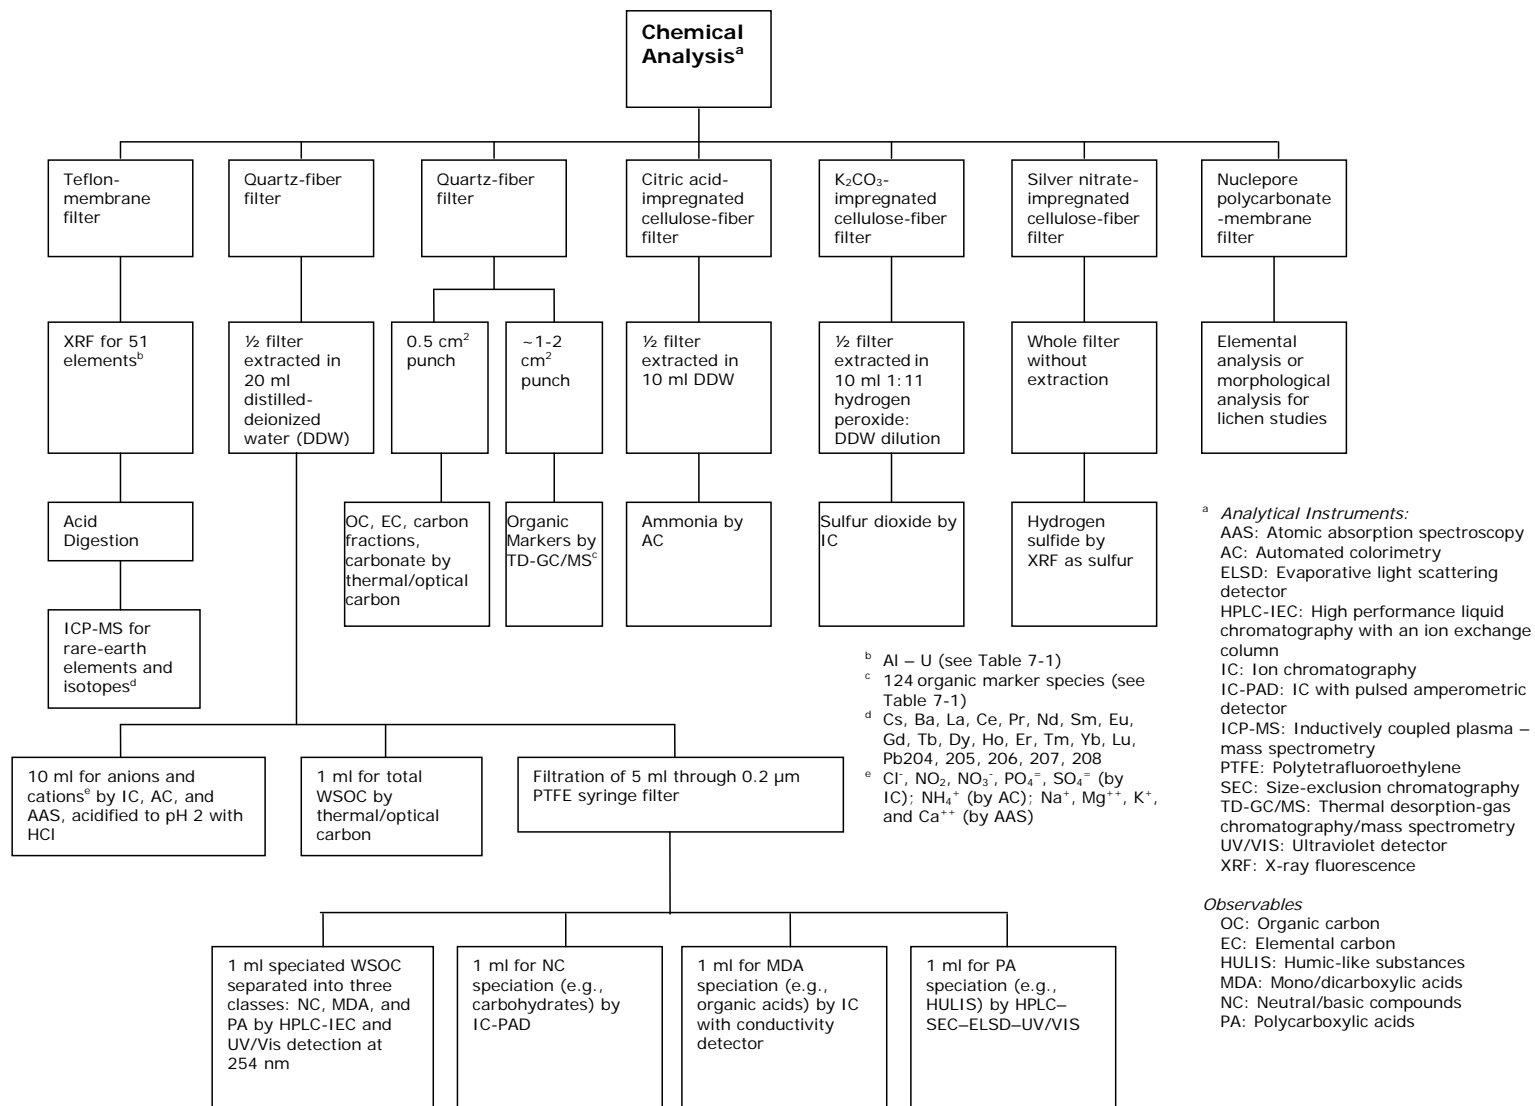 Chemical
Analysisᵃ
Teflon-
membrane
filter
Quartz-fiber
filter
Quartz-fiber
filter
Citric acid-
impregnated
cellulose-fiber
filter
K₂CO₃-
impregnated
cellulose-fiber
filter
Silver nitrate-
impregnated
cellulose-fiber
filter
Nuclepore
polycarbonate
-membrane
filter
XRF for 51
elementsᵇ
½ filter
extracted in
20 ml
distilled-
deionized
water (DDW)
0.5 cm²
punch
~1-2
cm²
punch
½ filter
extracted in
10 ml DDW
½ filter
extracted in
10 ml 1:11
hydrogen
peroxide:
DDW dilution
Whole filter
without
extraction
Elemental
analysis or
morphological
analysis for
lichen studies
Acid
Digestion
OC, EC, carbon
fractions,
carbonate by
thermal/optical
carbon
Organic
Markers by
TD-GC/MSᶜ
Ammonia by
AC
Sulfur dioxide by
IC
Hydrogen
sulfide by
XRF as sulfur
ICP-MS for
rare-earth
elements and
isotopesᵈ
ᵃ Analytical Instruments:
AAS: Atomic absorption spectroscopy
AC: Automated colorimetry
ELSD: Evaporative light scattering
detector
HPLC-IEC: High performance liquid
chromatography with an ion exchange
column
IC: Ion chromatography
IC-PAD: IC with pulsed amperometric
detector
ICP-MS: Inductively coupled plasma –
mass spectrometry
PTFE: Polytetrafluoroethylene
SEC: Size-exclusion chromatography
TD-GC/MS: Thermal desorption-gas
chromatography/mass spectrometry
UV/VIS: Ultraviolet detector
XRF: X-ray fluorescence
Observables
OC: Organic carbon
EC: Elemental carbon
HULIS: Humic-like substances
MDA: Mono/dicarboxylic acids
NC: Neutral/basic compounds
PA: Polycarboxylic acids
ᵇ Al – U (see Table 7-1)
ᶜ 124 organic marker species (see
Table 7-1)
ᵈ Cs, Ba, La, Ce, Pr, Nd, Sm, Eu,
Gd, Tb, Dy, Ho, Er, Tm, Yb, Lu,
Pb204, 205, 206, 207, 208
ᵉ Cl⁻, NO₂, NO₃⁻, PO₄⁼, SO₄⁼ (by
IC); NH₄⁺ (by AC); Na⁺, Mg⁺⁺, K⁺,
and Ca⁺⁺ (by AAS)
10 ml for anions and
cationsᵉ by IC, AC, and
AAS, acidified to pH 2 with
HCl
1 ml for total
WSOC by
thermal/optical
carbon
Filtration of 5 ml through 0.2 µm
PTFE syringe filter
1 ml speciated WSOC
separated into three
classes: NC, MDA, and
PA by HPLC-IEC and
UV/Vis detection at
254 nm
1 ml for NC
speciation (e.g.,
carbohydrates) by
IC-PAD
1 ml for MDA
speciation (e.g.,
organic acids) by IC
with conductivity
detector
1 ml for PA
speciation (e.g.,
HULIS) by HPLC–
SEC–ELSD–UV/VIS